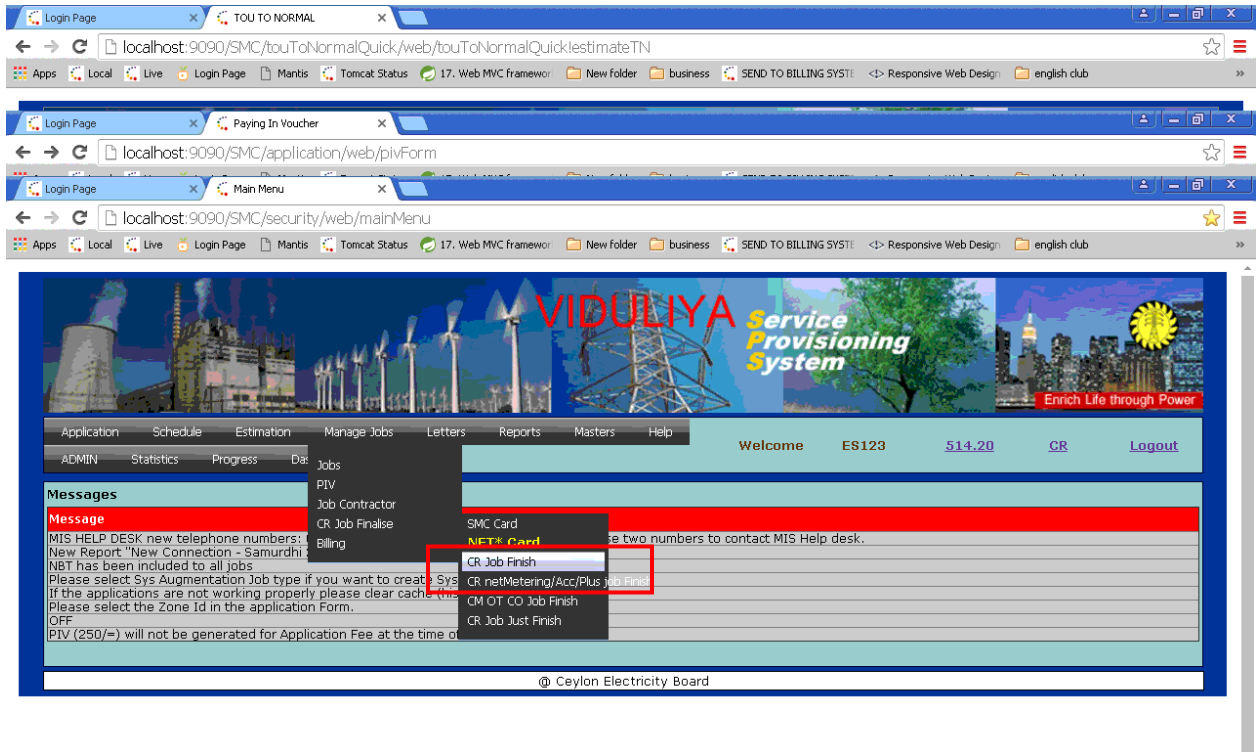 Login Page TOU TO NORMAL
localhost:9090/SMC/touToNormalQuick/web/touToNormalQuick!estimateTN
Apps Local Live Login Page Mantis Tomcat Status 17. Web MVC framewor New folder business SEND TO BILLING SYSTE Responsive Web Design english club »
Login Page Paying In Voucher
localhost:9090/SMC/application/web/pivForm
Login Page Main Menu
localhost:9090/SMC/security/web/mainMenu
Apps Local Live Login Page Mantis Tomcat Status 17. Web MVC framewor New folder business SEND TO BILLING SYSTE Responsive Web Design english club »
VIDULIYA
Service
Provisioning
System
Enrich Life through Power
Application Schedule Estimation Manage Jobs Letters Reports Masters Help
Welcome ES123 514.20 CR Logout
ADMIN Statistics Progress Das
Jobs
PIV
Job Contractor
CR Job Finalise
Billing
SMC Card
NET* Card
CR Job Finish
CR netMetering/Acc/Plus job Finish
CM OT CO Job Finish
CR Job Just Finish
Messages
Message
MIS HELP DESK new telephone numbers: se two numbers to contact MIS Help desk.
New Report "New Connection - Samurdhi
NBT has been included to all jobs
Please select Sys Augmentation Job type if you want to create Sys
If the applications are not working properly please clear cache (his
Please select the Zone Id in the application Form.
OFF
PIV (250/=) will not be generated for Application Fee at the time of
@ Ceylon Electricity Board